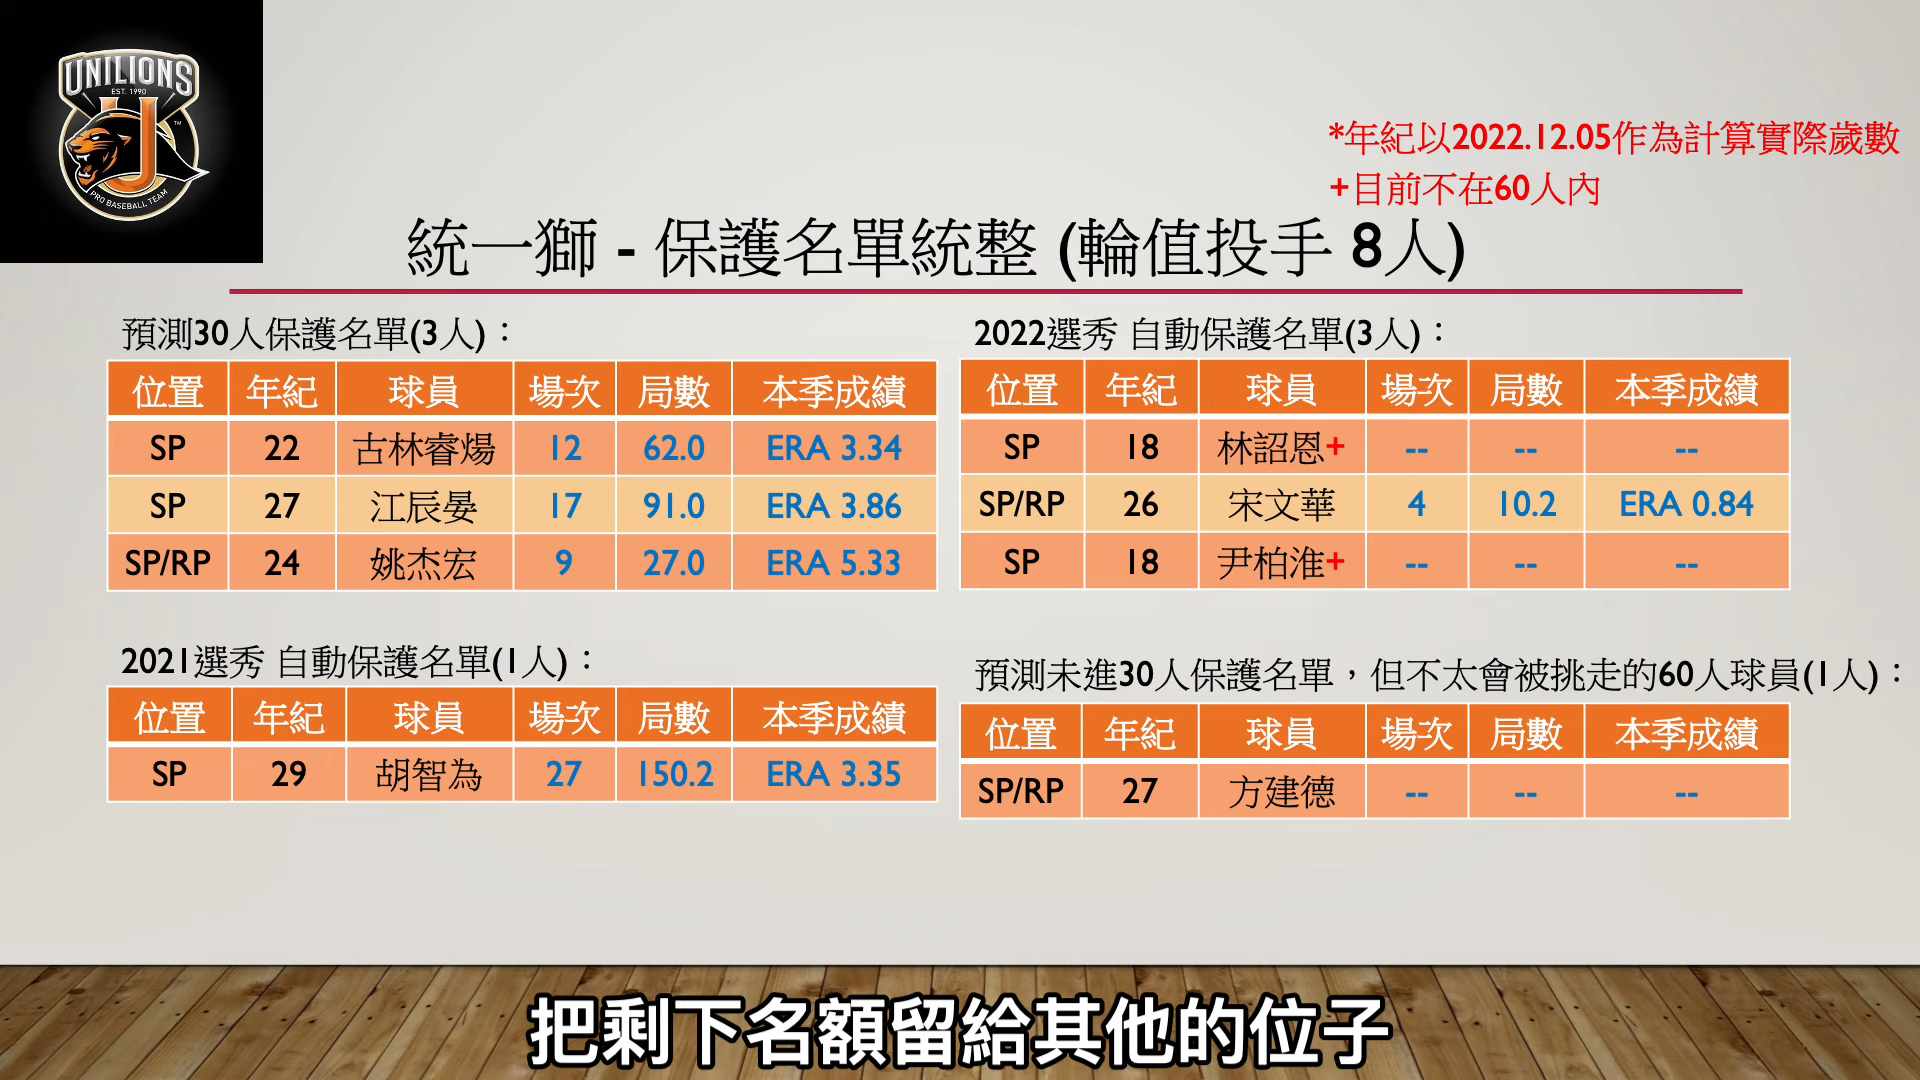 UNILIONS
EST. 1990
U
TM
PRO BASEBALL TEAM
*年紀以2022.12.05作為計算實際歲數
+目前不在60人內
統一獅 - 保護名單統整 (輪值投手 8人)
預測30人保護名單(3人)：
位置 年紀 球員 場次 局數 本季成績
SP 22 古林睿煬 12 62.0 ERA 3.34
SP 27 江辰晏 17 91.0 ERA 3.86
SP/RP 24 姚杰宏 9 27.0 ERA 5.33
2022選秀 自動保護名單(3人)：
位置 年紀 球員 場次 局數 本季成績
SP 18 林詔恩+ -- -- --
SP/RP 26 宋文華 4 10.2 ERA 0.84
SP 18 尹柏淮+ -- -- --
2021選秀 自動保護名單(1人)：
位置 年紀 球員 場次 局數 本季成績
SP 29 胡智為 27 150.2 ERA 3.35
預測未進30人保護名單，但不太會被挑走的60人球員(1人)：
位置 年紀 球員 場次 局數 本季成績
SP/RP 27 方建德 -- -- --
把剩下名額留給其他的位子